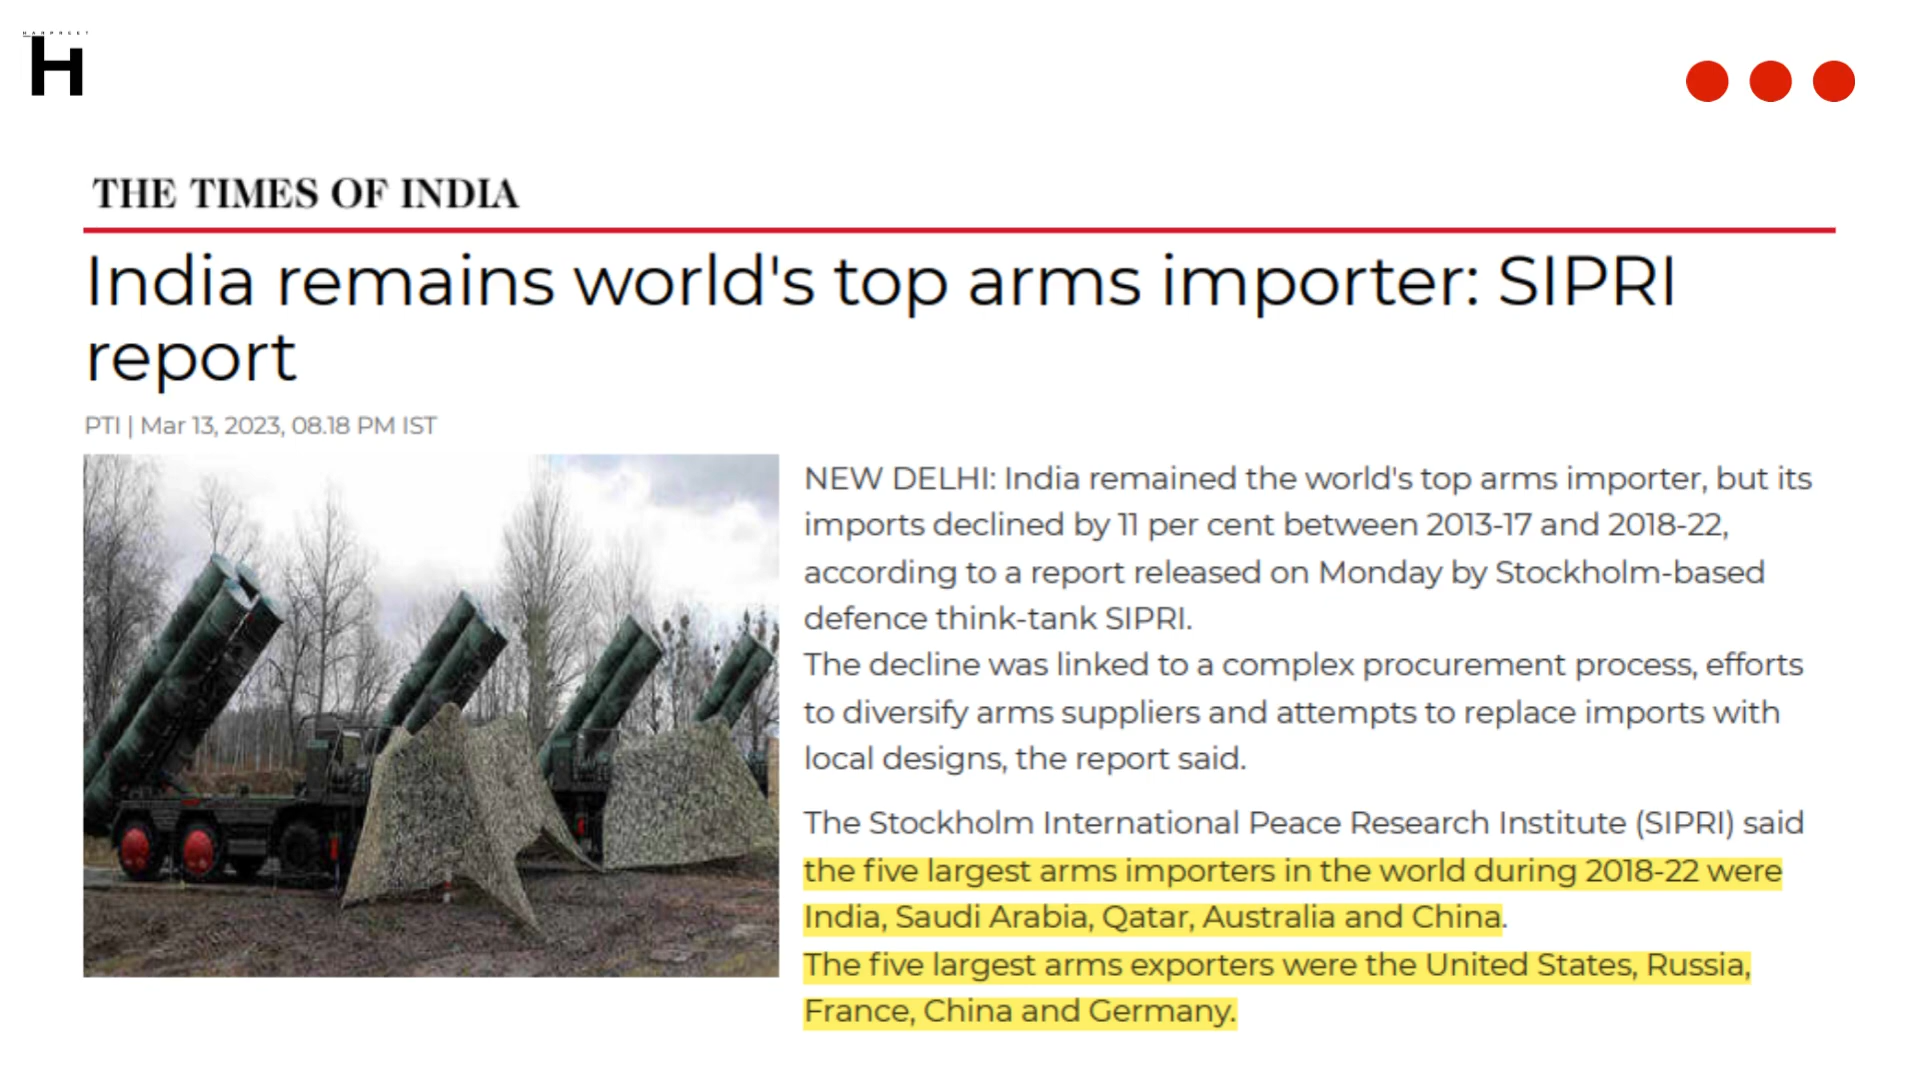 HARPREET
H
THE TIMES OF INDIA
India remains world's top arms importer: SIPRI
report
PTI | Mar 13, 2023, 08.18 PM IST
NEW DELHI: India remained the world's top arms importer, but its
imports declined by 11 per cent between 2013-17 and 2018-22,
according to a report released on Monday by Stockholm-based
defence think-tank SIPRI.
The decline was linked to a complex procurement process, efforts
to diversify arms suppliers and attempts to replace imports with
local designs, the report said.
The Stockholm International Peace Research Institute (SIPRI) said
the five largest arms importers in the world during 2018-22 were
India, Saudi Arabia, Qatar, Australia and China.
The five largest arms exporters were the United States, Russia,
France, China and Germany.